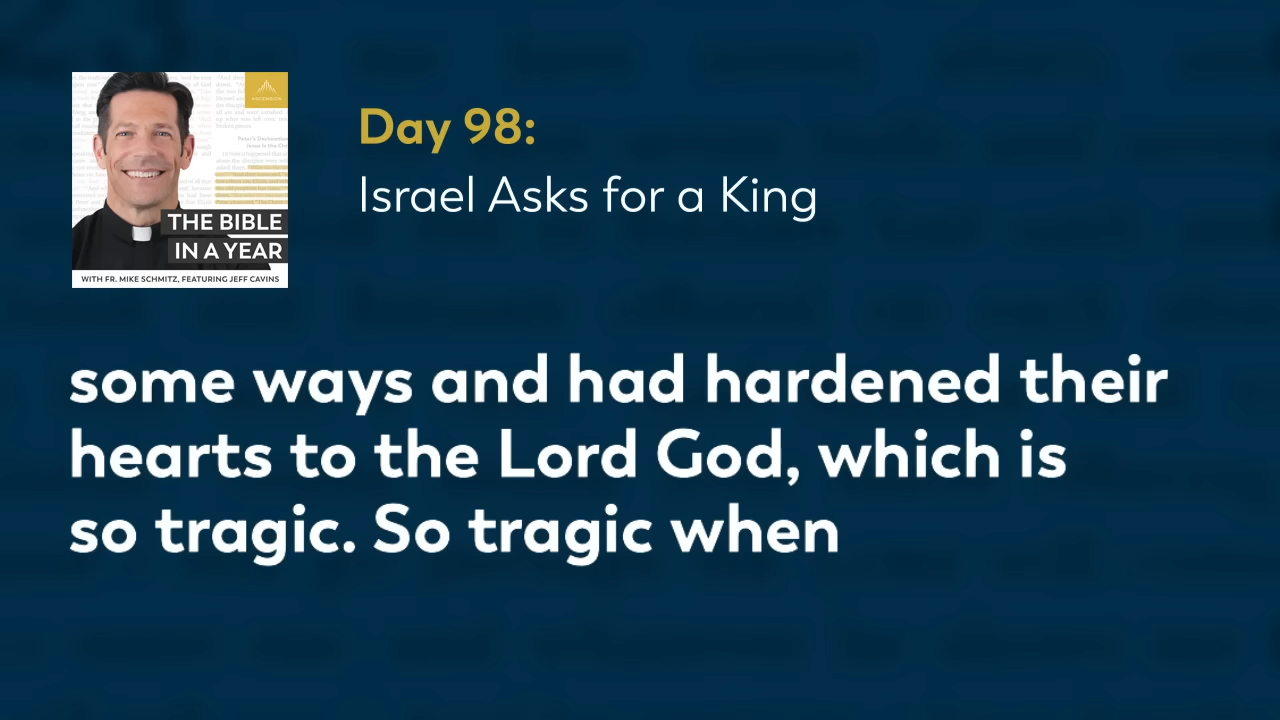 ASCENSION
THE BIBLE
IN A YEAR
WITH FR. MIKE SCHMITZ, FEATURING JEFF CAVINS
Day 98:
Israel Asks for a King
some ways and had hardened their
hearts to the Lord God, which is
so tragic. So tragic when